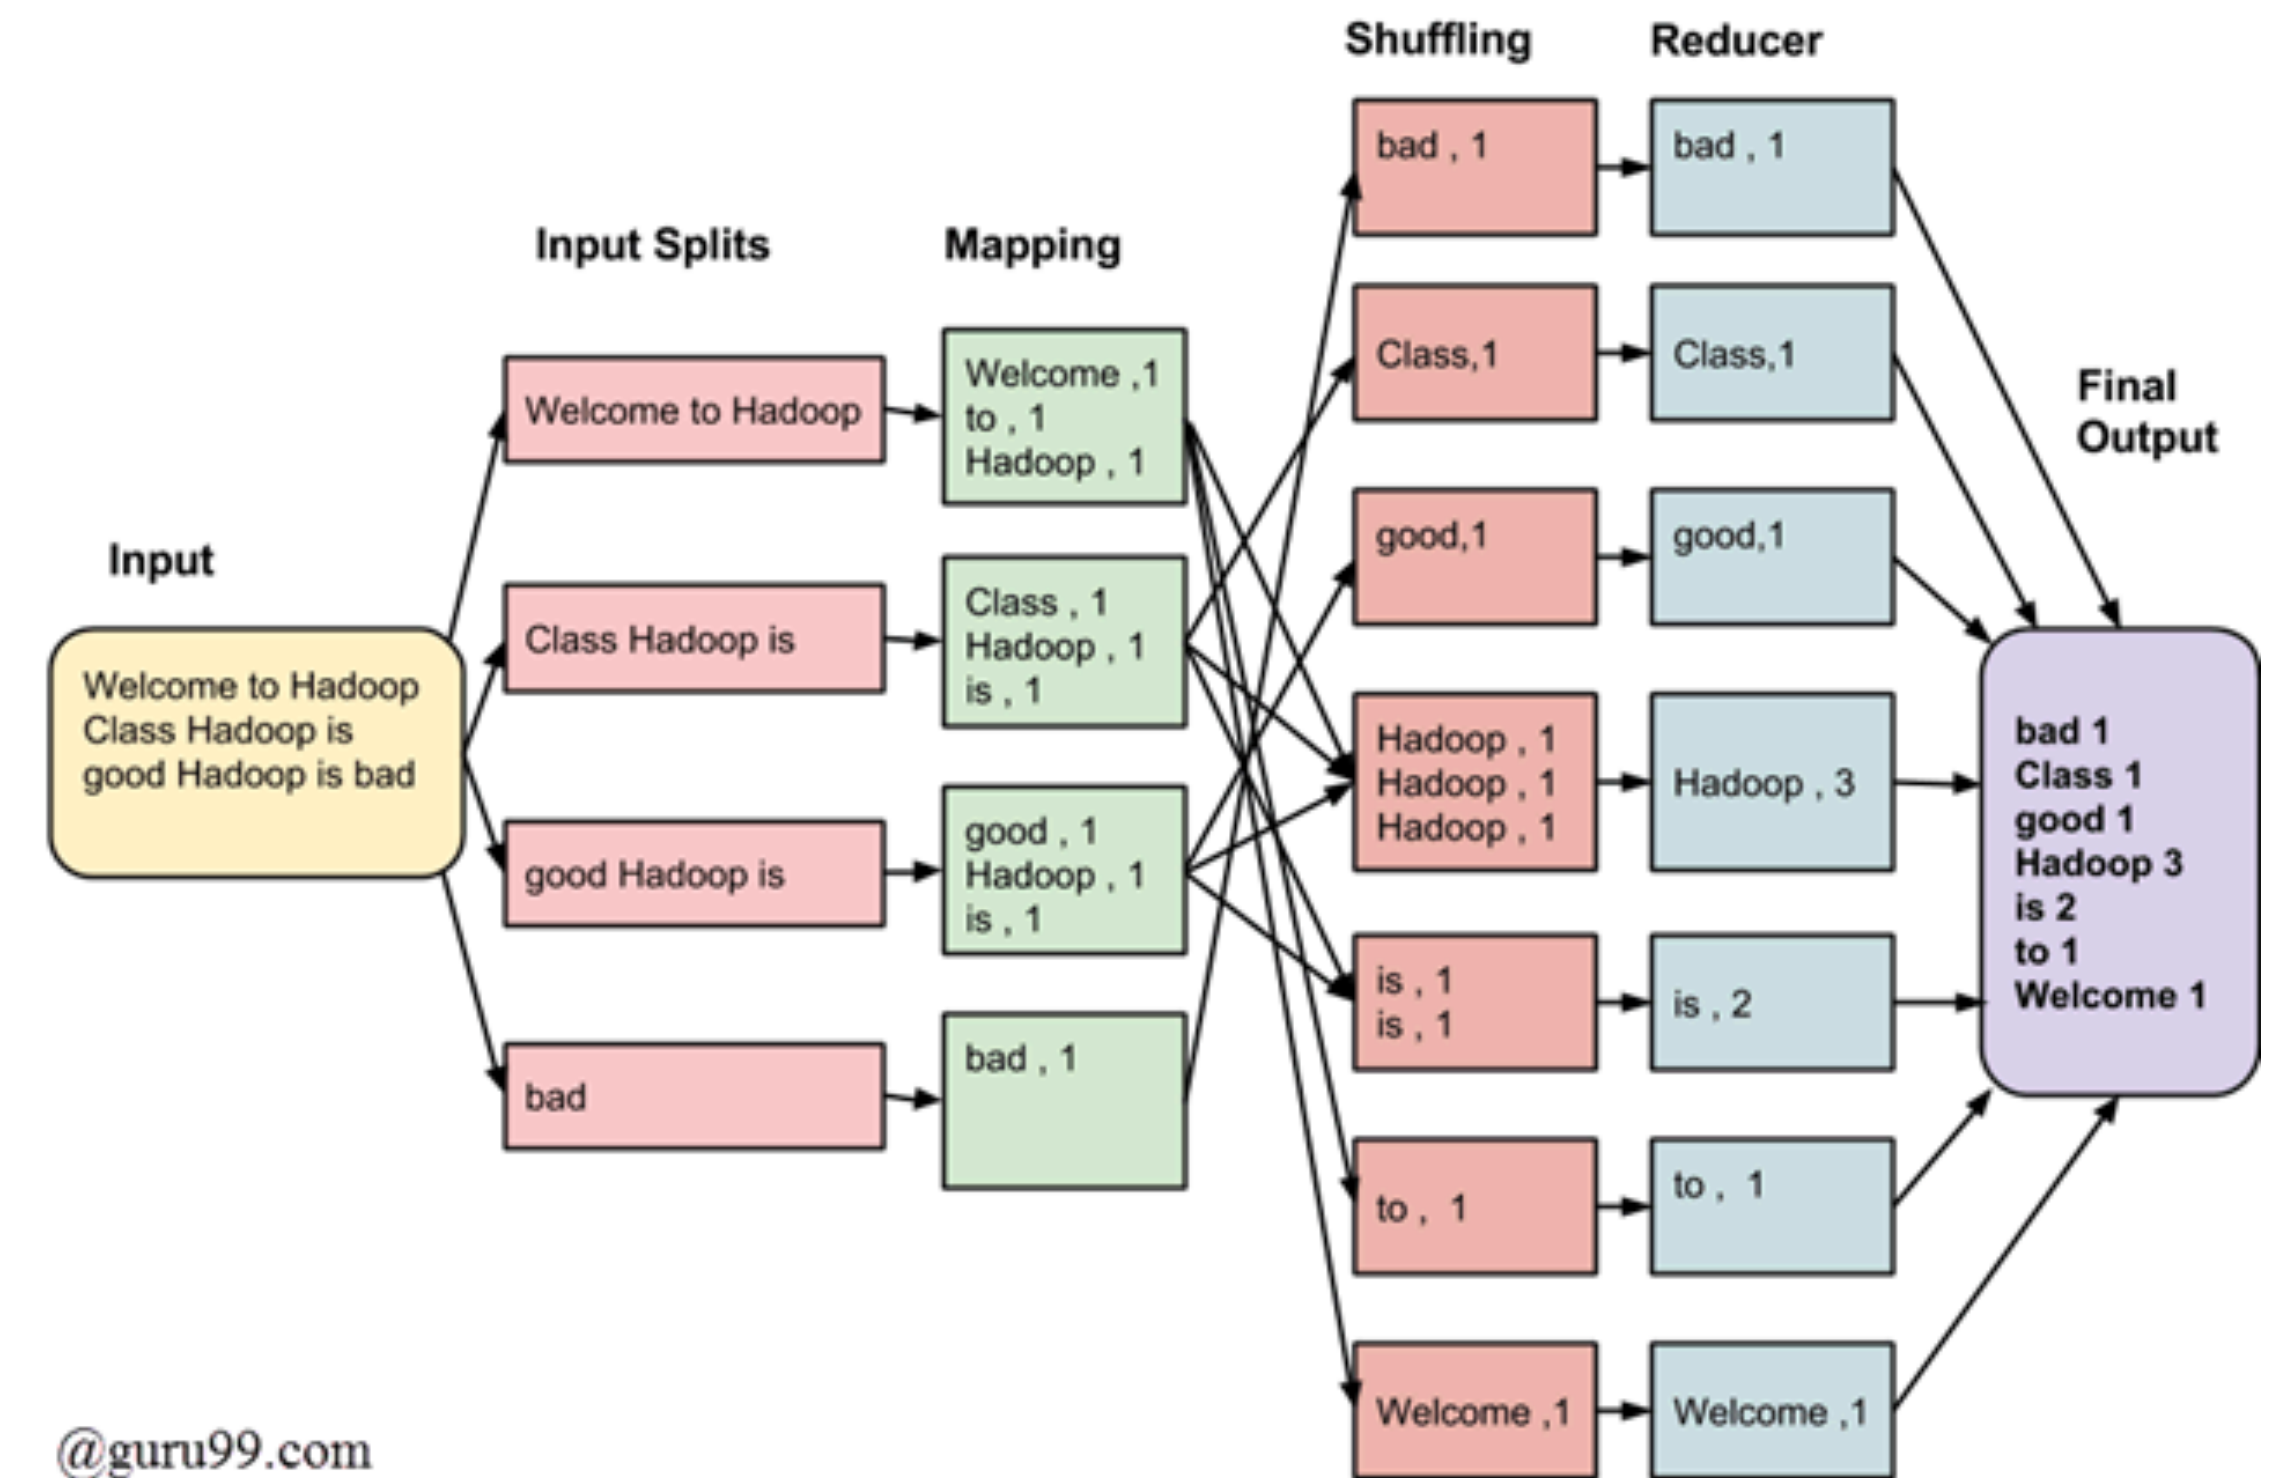 Input
Welcome to Hadoop
Class Hadoop is
good Hadoop is bad
Input Splits
Welcome to Hadoop
Class Hadoop is
good Hadoop is
bad
Mapping
Welcome ,1
to , 1
Hadoop , 1
Class , 1
Hadoop , 1
is , 1
good , 1
Hadoop , 1
is , 1
bad , 1
Shuffling
bad , 1
Class,1
good,1
Hadoop , 1
Hadoop , 1
Hadoop , 1
is , 1
is , 1
to , 1
Welcome ,1
Reducer
bad , 1
Class,1
good,1
Hadoop , 3
is , 2
to , 1
Welcome ,1
Final
Output
bad 1
Class 1
good 1
Hadoop 3
is 2
to 1
Welcome 1
@guru99.com